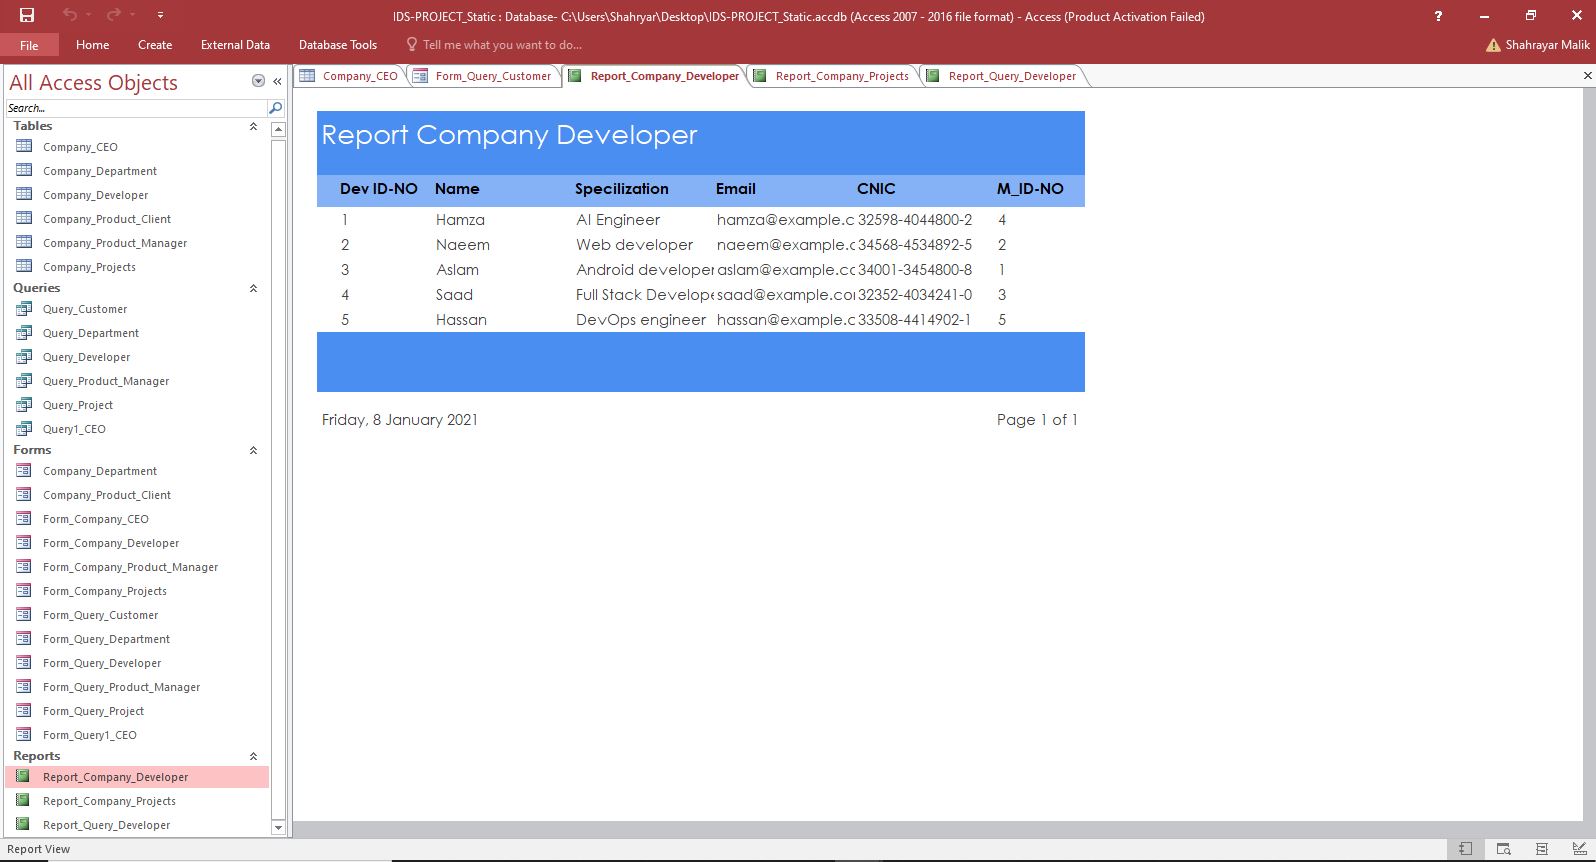 IDS-PROJECT_Static : Database- C:\Users\Shahryar\Desktop\IDS-PROJECT_Static.accdb (Access 2007 - 2016 file format) - Access (Product Activation Failed)
File Home Create External Data Database Tools Tell me what you want to do... Shahrayar Malik
All Access Objects
Search...
Tables
Company_CEO
Company_Department
Company_Developer
Company_Product_Client
Company_Product_Manager
Company_Projects
Queries
Query_Customer
Query_Department
Query_Developer
Query_Product_Manager
Query_Project
Query1_CEO
Forms
Company_Department
Company_Product_Client
Form_Company_CEO
Form_Company_Developer
Form_Company_Product_Manager
Form_Company_Projects
Form_Query_Customer
Form_Query_Department
Form_Query_Developer
Form_Query_Product_Manager
Form_Query_Project
Form_Query1_CEO
Reports
Report_Company_Developer
Report_Company_Projects
Report_Query_Developer
Company_CEO Form_Query_Customer Report_Company_Developer Report_Company_Projects Report_Query_Developer
Report Company Developer
Dev ID-NO Name Specilization Email CNIC M_ID-NO
1 Hamza AI Engineer hamza@example.c 32598-4044800-2 4
2 Naeem Web developer naeem@example.c 34568-4534892-5 2
3 Aslam Android developer aslam@example.co 34001-3454800-8 1
4 Saad Full Stack Develope saad@example.co 32352-4034241-0 3
5 Hassan DevOps engineer hassan@example.c 33508-4414902-1 5
Friday, 8 January 2021 Page 1 of 1
Report View